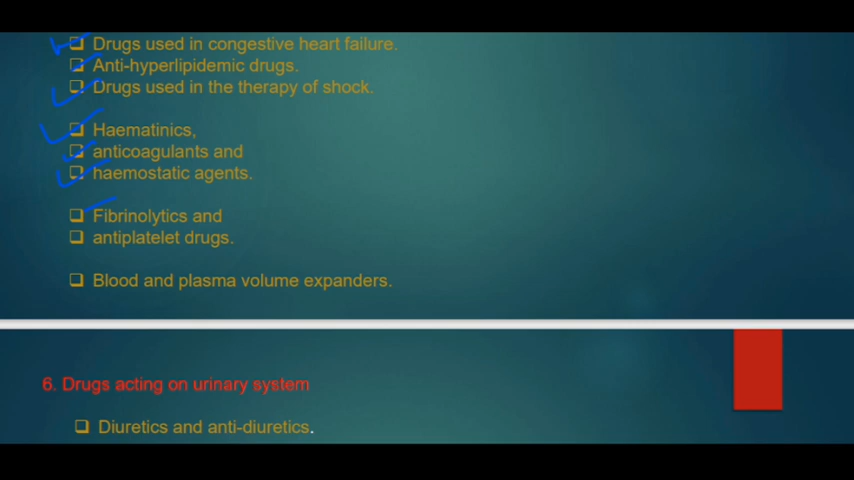 Drugs used in congestive heart failure.
Anti-hyperlipidemic drugs.
Drugs used in the therapy of shock.
Haematinics,
anticoagulants and
haemostatic agents.
Fibrinolytics and
antiplatelet drugs.
Blood and plasma volume expanders.
6. Drugs acting on urinary system
Diuretics and anti-diuretics.